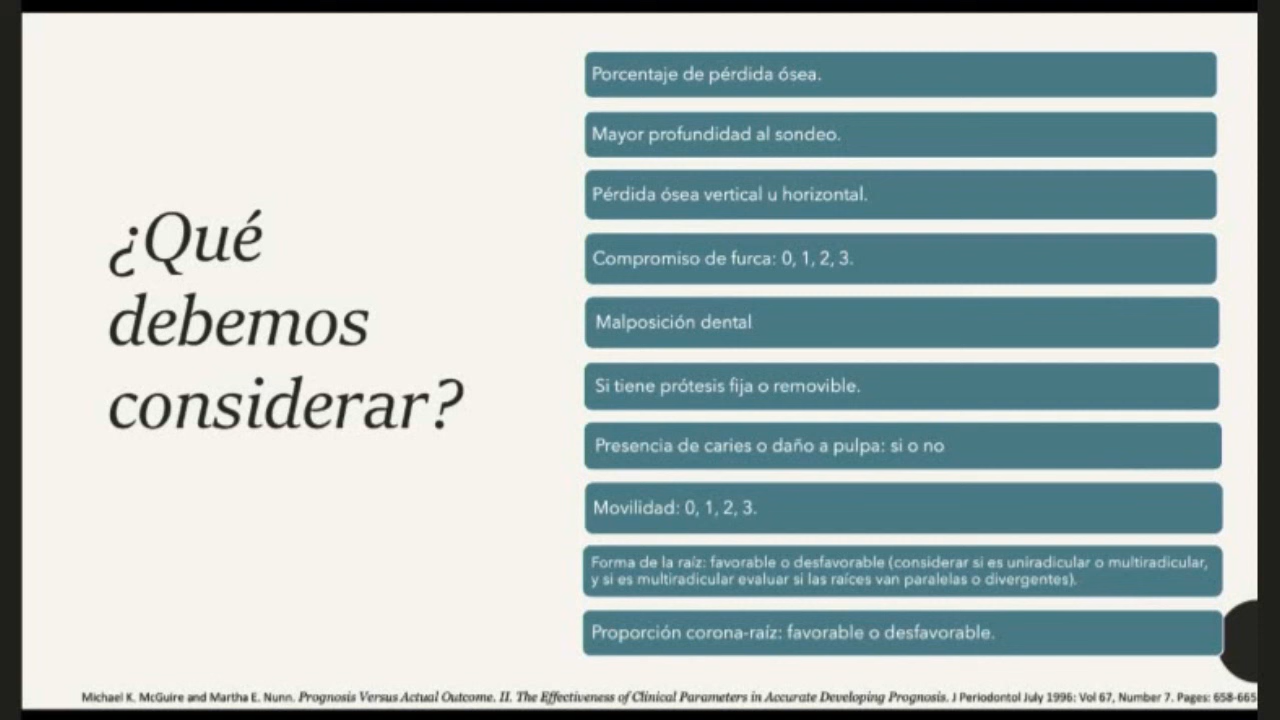 ¿Qué
debemos
considerar?
Porcentaje de pérdida ósea.
Mayor profundidad al sondeo.
Pérdida ósea vertical u horizontal.
Compromiso de furca: 0, 1, 2, 3.
Malposición dental
Si tiene prótesis fija o removible.
Presencia de caries o daño a pulpa: si o no
Movilidad: 0, 1, 2, 3.
Forma de la raíz: favorable o desfavorable (considerar si es uniradicular o multiradicular,
y si es multiradicular evaluar si las raíces van paralelas o divergentes).
Proporción corona-raíz: favorable o desfavorable.
Michael K. McGuire and Martha E. Nunn. Prognosis Versus Actual Outcome. II. The Effectiveness of Clinical Parameters in Accurate Developing Prognosis. J Periodontol July 1996: Vol 67, Number 7. Pages: 658-665